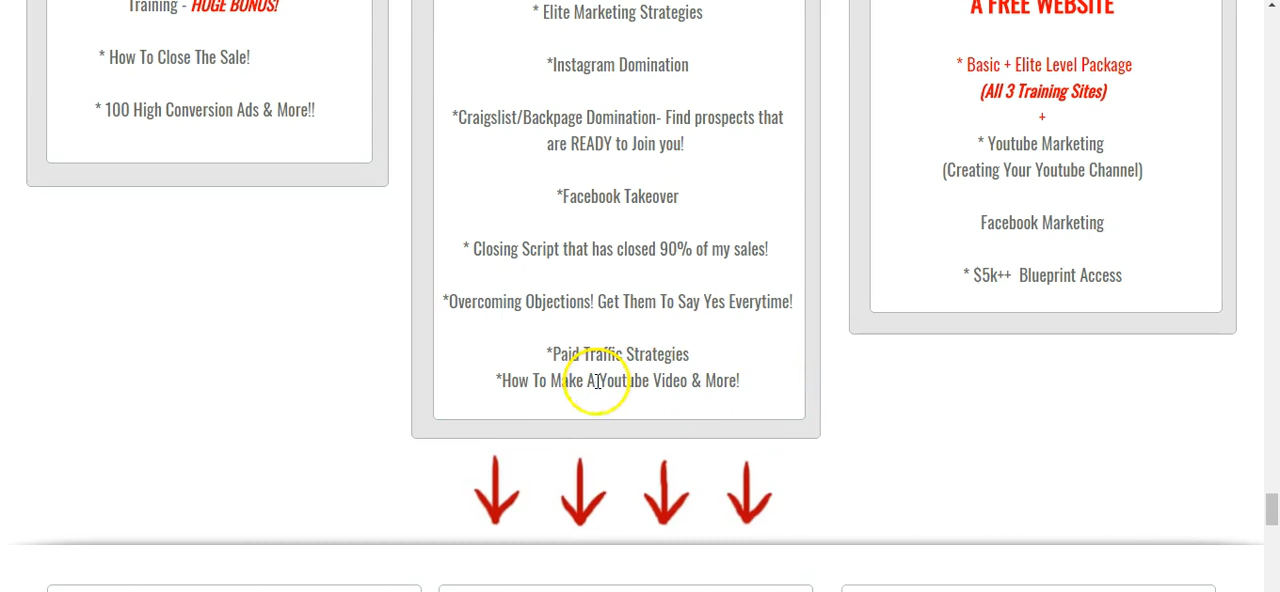 Training - HUGE BONUS!
* How To Close The Sale!
* 100 High Conversion Ads & More!!
* Elite Marketing Strategies
*Instagram Domination
*Craigslist/Backpage Domination- Find prospects that
are READY to Join you!
*Facebook Takeover
* Closing Script that has closed 90% of my sales!
*Overcoming Objections! Get Them To Say Yes Everytime!
*Paid Traffic Strategies
*How To Make A Youtube Video & More!
A FREE WEBSITE
* Basic + Elite Level Package
(All 3 Training Sites)
+
* Youtube Marketing
(Creating Your Youtube Channel)
Facebook Marketing
* $5k++ Blueprint Access